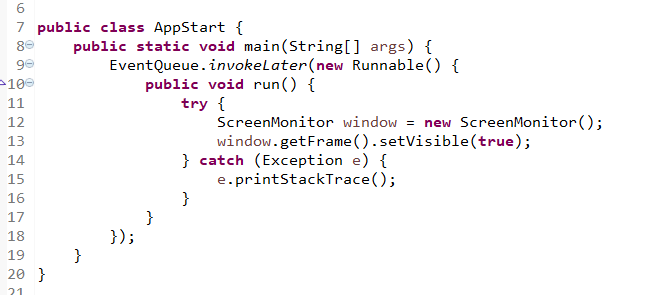 6
7 public class AppStart {
8 public static void main(String[] args) {
9 EventQueue.invokeLater(new Runnable() {
10 public void run() {
11 try {
12 ScreenMonitor window = new ScreenMonitor();
13 window.getFrame().setVisible(true);
14 } catch (Exception e) {
15 e.printStackTrace();
16 }
17 }
18 });
19 }
20 }
21